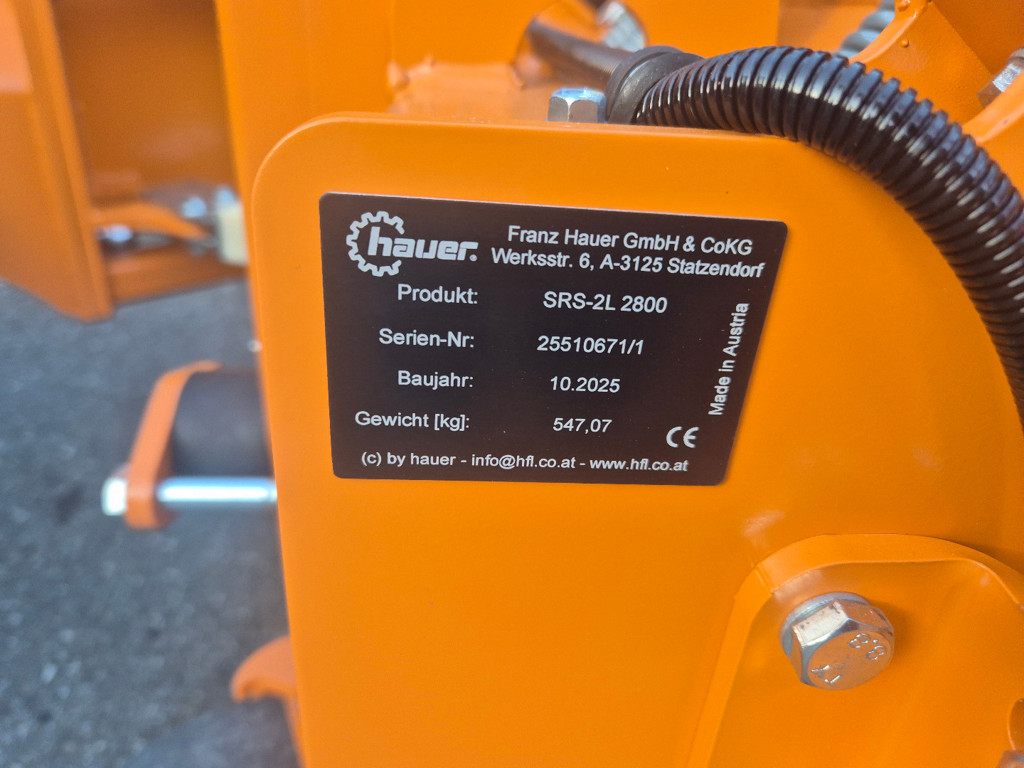 hauer.
Franz Hauer GmbH & CoKG
Werksstr. 6, A-3125 Statzendorf
Produkt: SRS-2L 2800
Serien-Nr: 25510671/1
Baujahr: 10.2025
Gewicht [kg]: 547,07
Made in Austria
CE
(c) by hauer - info@hfl.co.at - www.hfl.co.at
8.8